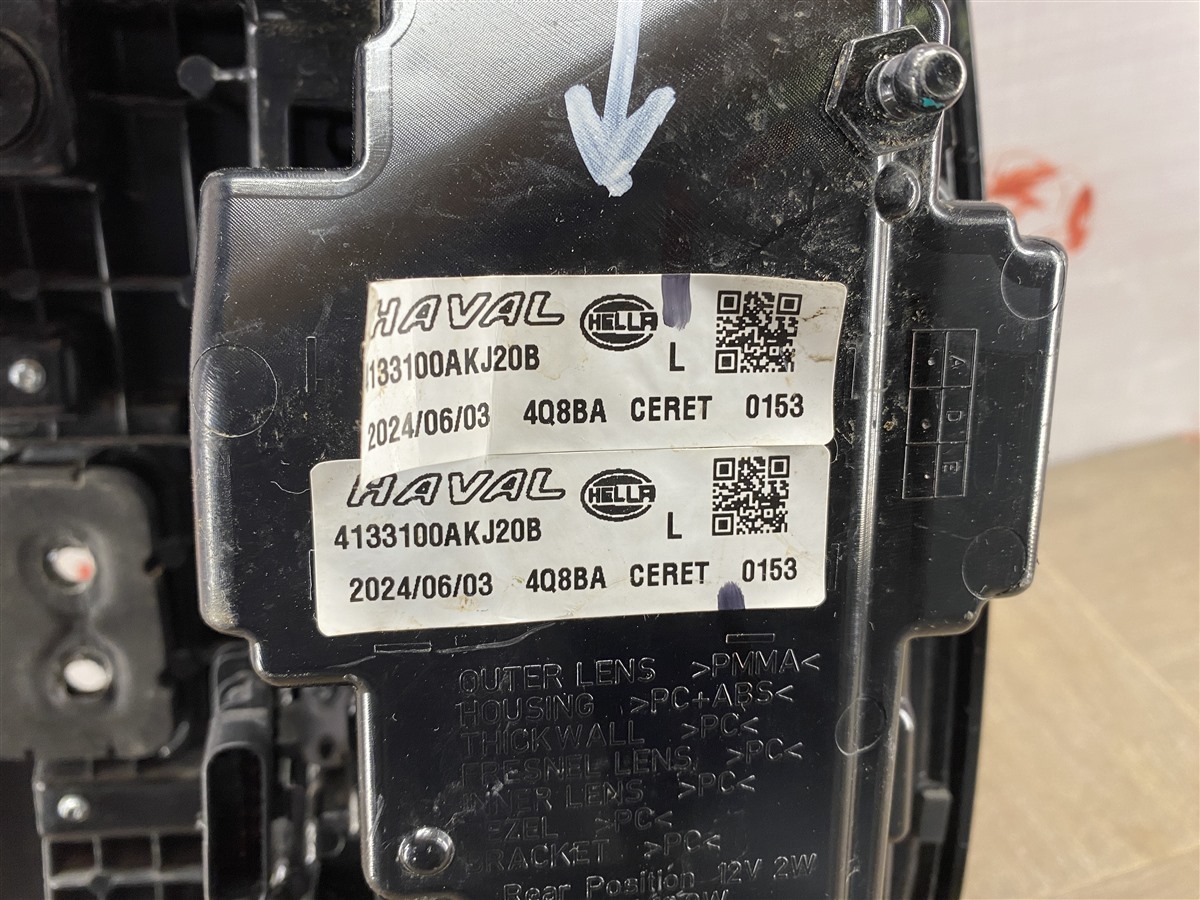 HAVAL HELLA
4133100AKJ20B L
2024/06/03 4Q8BA CERET 0153
HAVAL HELLA
4133100AKJ20B L
2024/06/03 4Q8BA CERET 0153
A
D
OUTER LENS >PMMA<
HOUSING >PC+ABS<
THICKWALL >PC<
FRESNEL LENS >PC<
INNER LENS >PC<
BEZEL >PC<
BRACKET >PC<
Rear Position 12V 2W